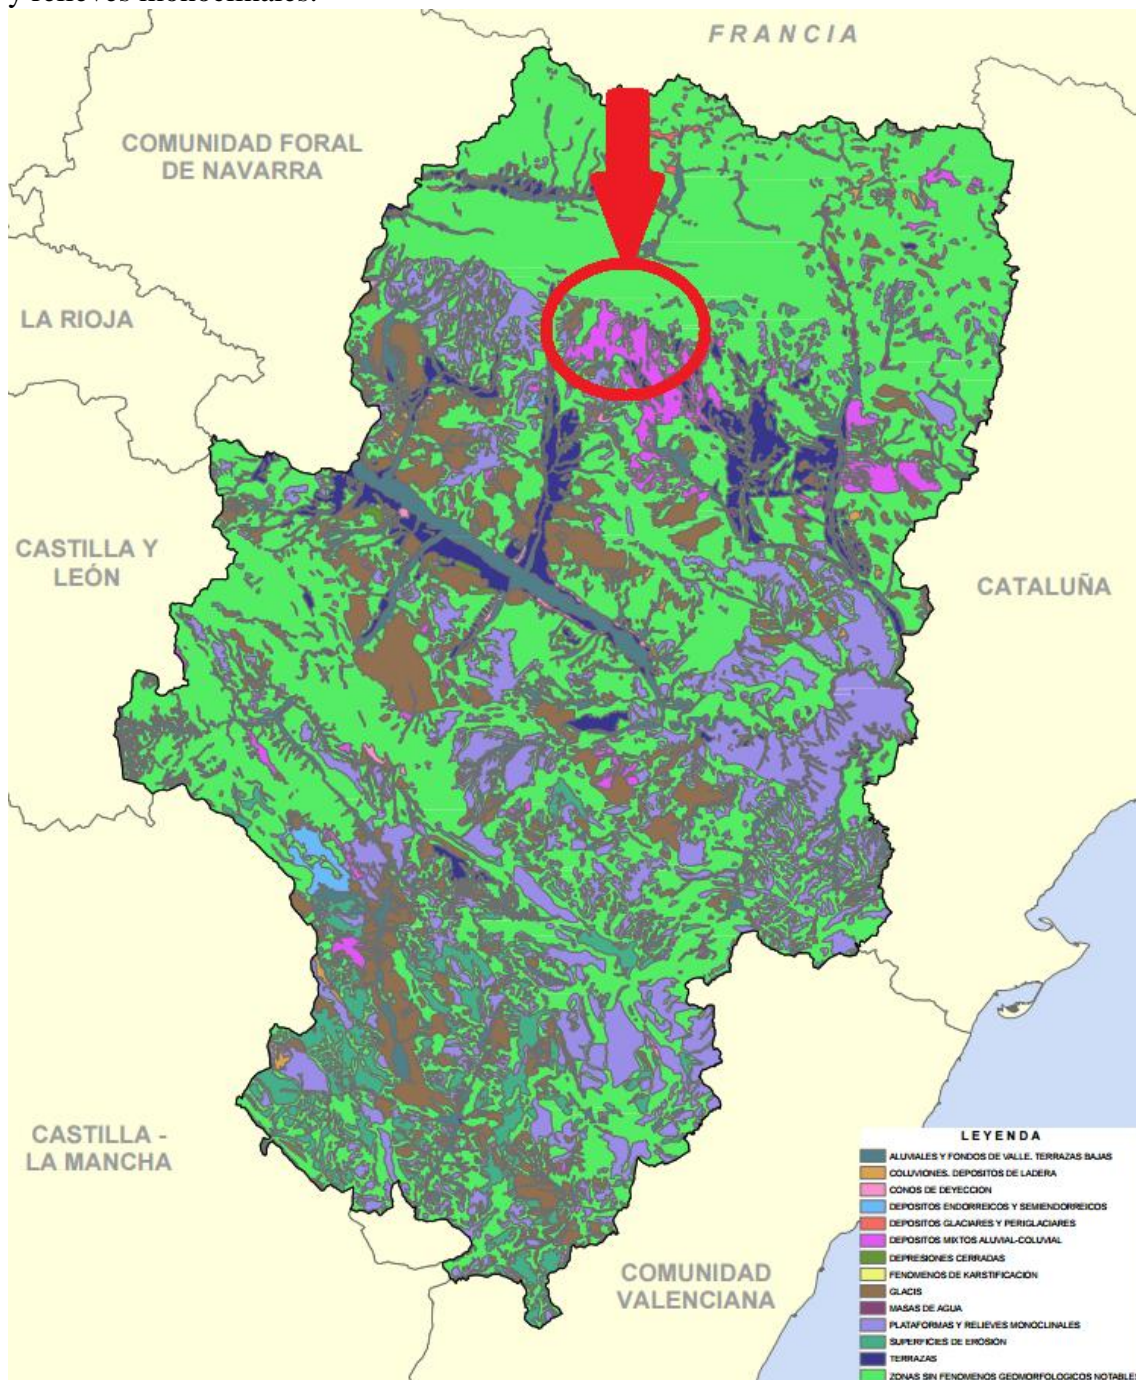 y relieves monoclinales.
FRANCIA
COMUNIDAD FORAL
DE NAVARRA
LA RIOJA
CASTILLA Y
LEÓN
CATALUÑA
CASTILLA -
LA MANCHA
COMUNIDAD
VALENCIANA
LEYENDA
ALUVIALES Y FONDOS DE VALLE. TERRAZAS BAJAS
COLUVIONES. DEPOSITOS DE LADERA
CONOS DE DEYECCION
DEPOSITOS ENDORREICOS Y SEMIENDORREICOS
DEPOSITOS GLACIARES Y PERIGLACIARES
DEPOSITOS MIXTOS ALUVIAL-COLUVIAL
DEPRESIONES CERRADAS
FENOMENOS DE KARSTIFICACIÓN
GLACIS
MASAS DE AGUA
PLATAFORMAS Y RELIEVES MONOCLINALES
SUPERFICIES DE EROSIÓN
TERRAZAS
ZONAS SIN FENOMENOS GEOMORFOLOGICOS NOTABLES